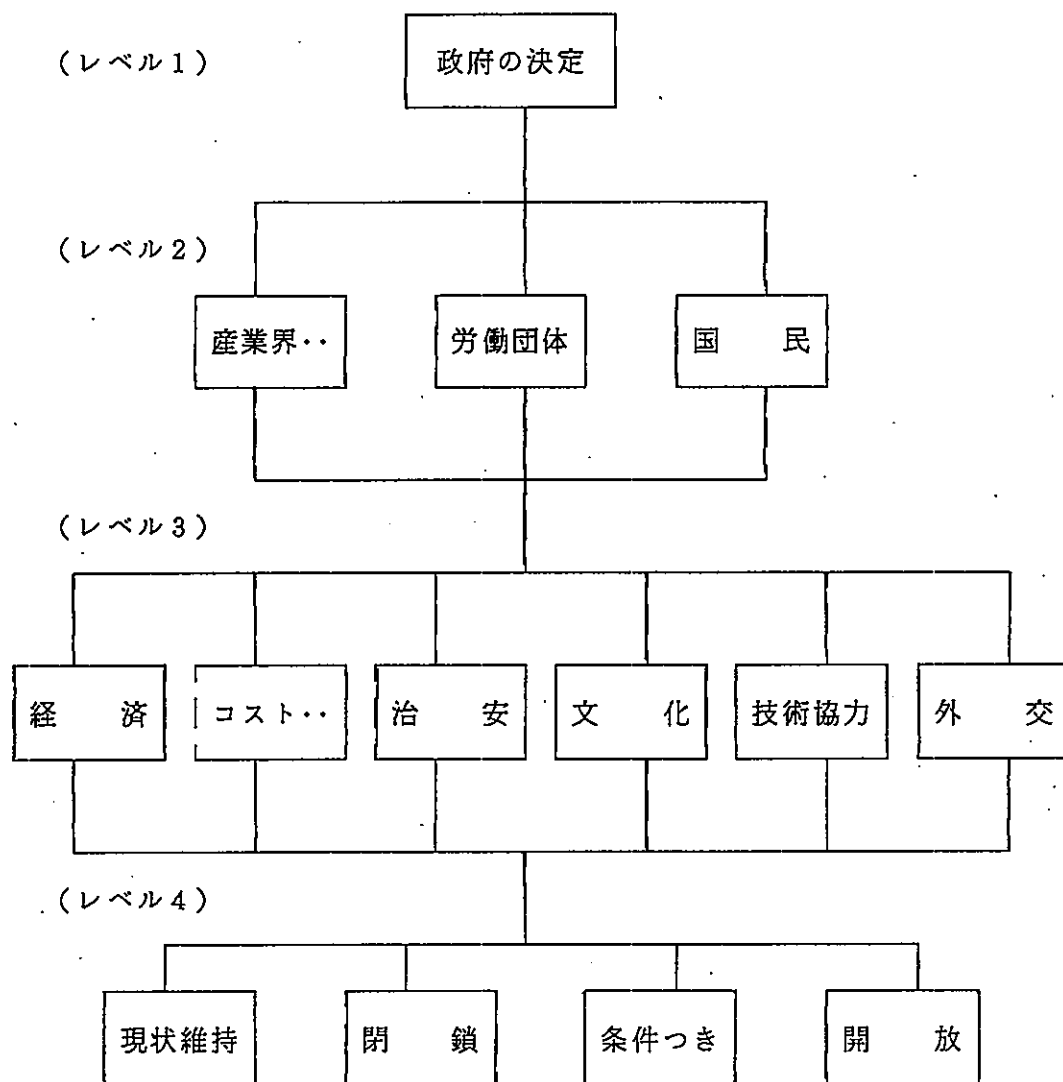 （レベル1）
政府の決定
（レベル2）
産業界‥
労働団体
国　民
（レベル3）
経　済
コスト‥
治　安
文　化
技術協力
外　交
（レベル4）
現状維持
閉　鎖
条件つき
開　放